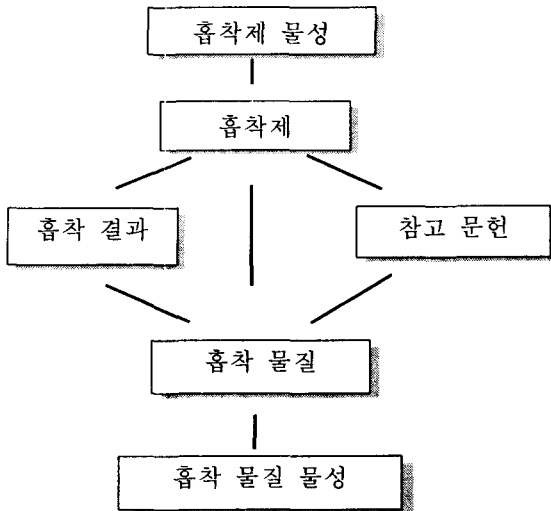 흡착제 물성
흡착제
흡착 결과
참고 문헌
흡착 물질
흡착 물질 물성